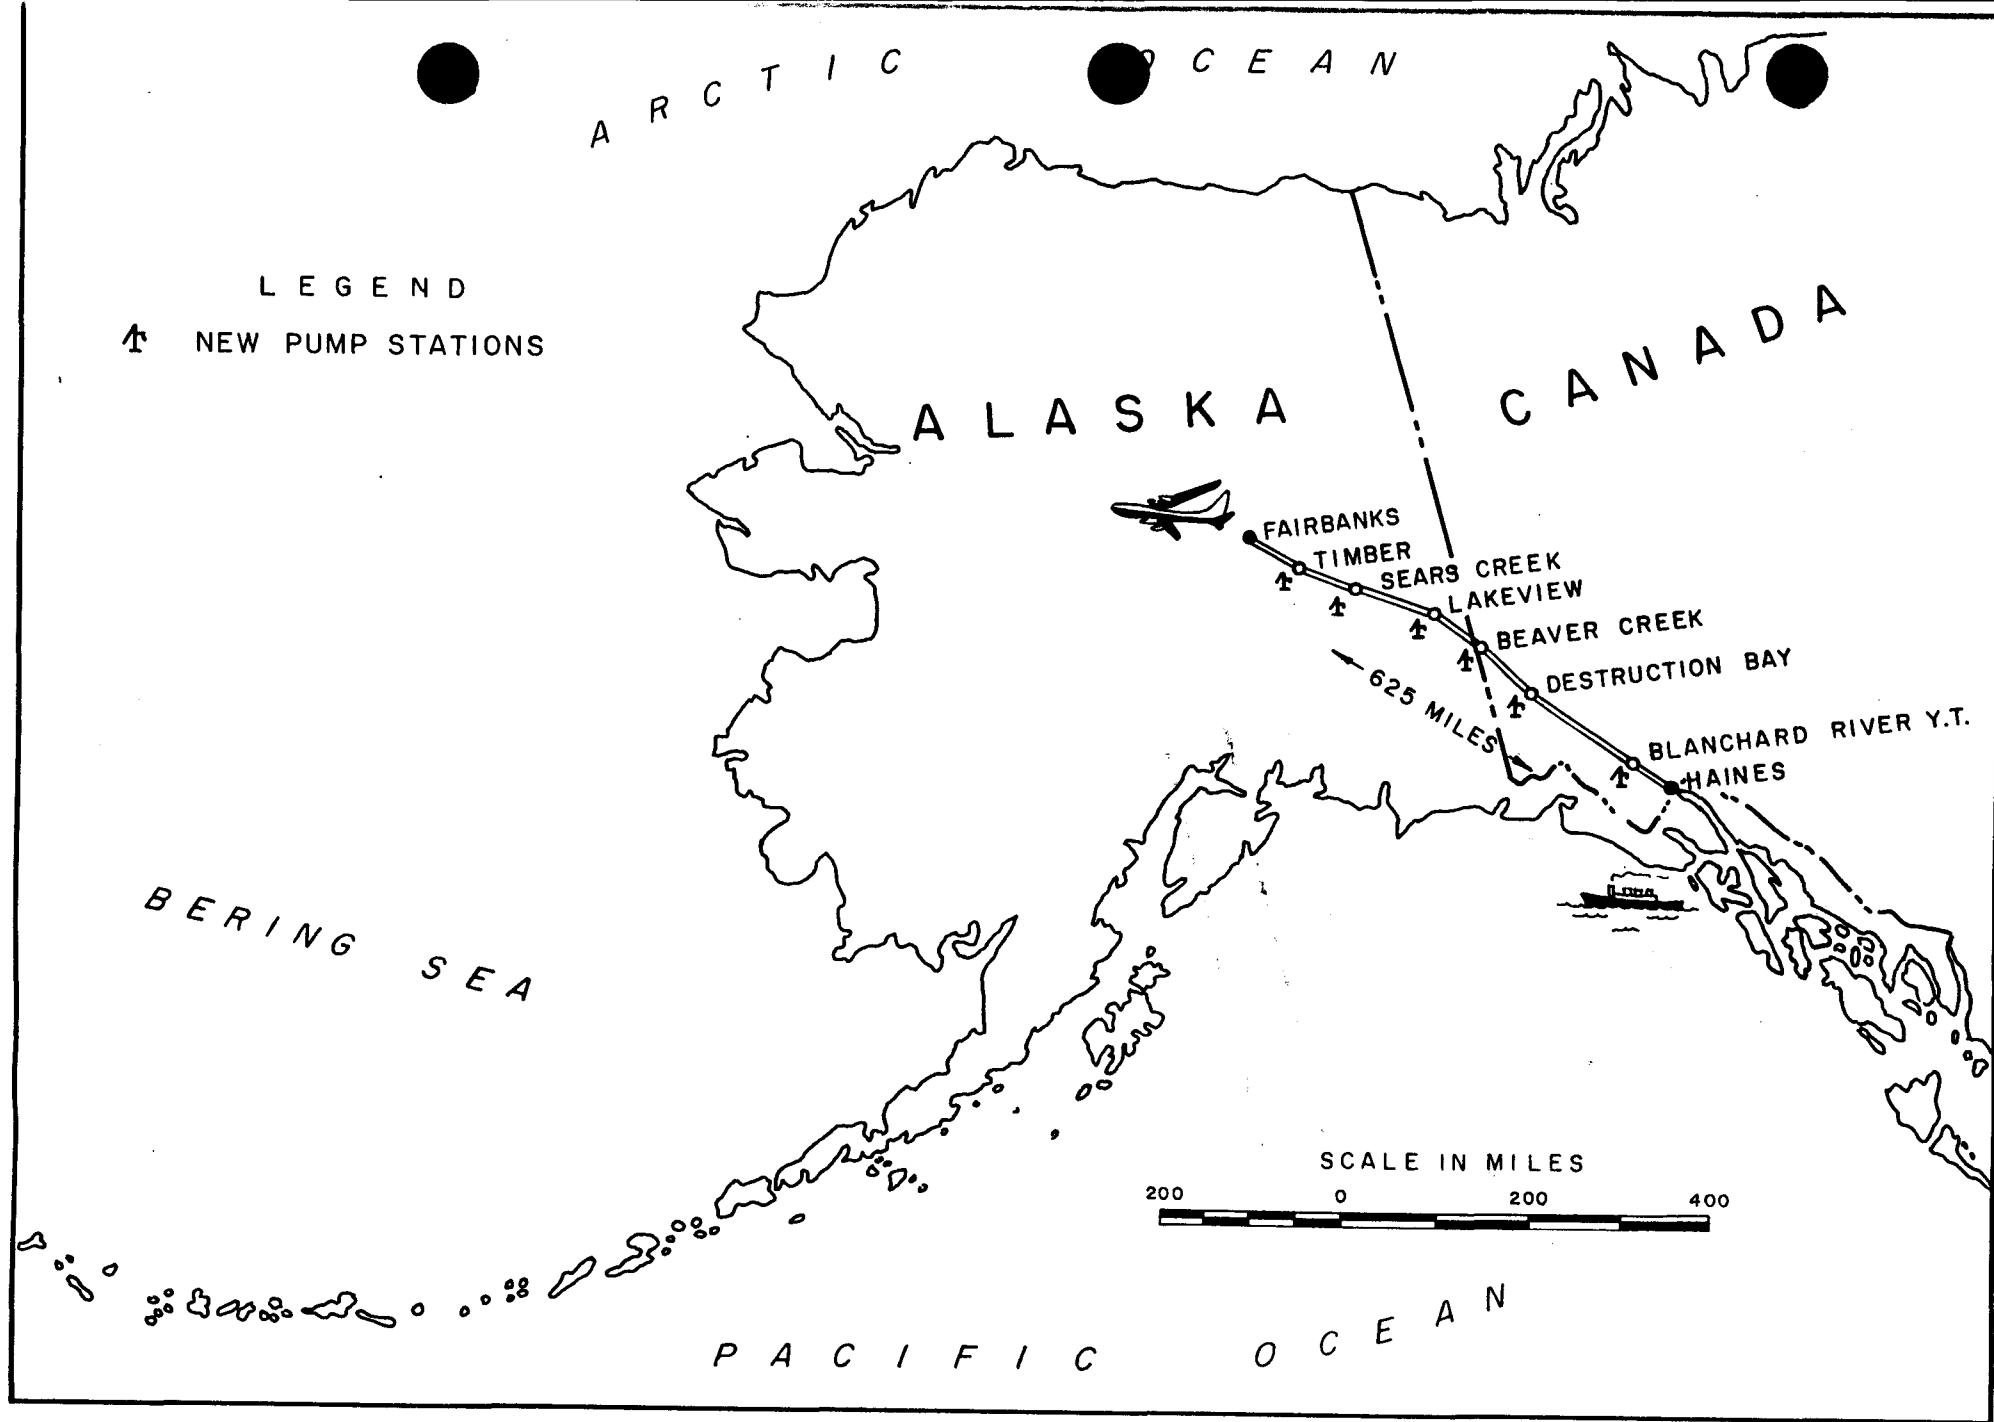 ARCTIC OCEAN
LEGEND
NEW PUMP STATIONS
ALASKA
CANADA
FAIRBANKS
TIMBER
SEARS CREEK
LAKEVIEW
BEAVER CREEK
DESTRUCTION BAY
625 MILES
BLANCHARD RIVER Y.T.
HAINES
BERING SEA
SCALE IN MILES
200 0 200 400
PACIFIC OCEAN